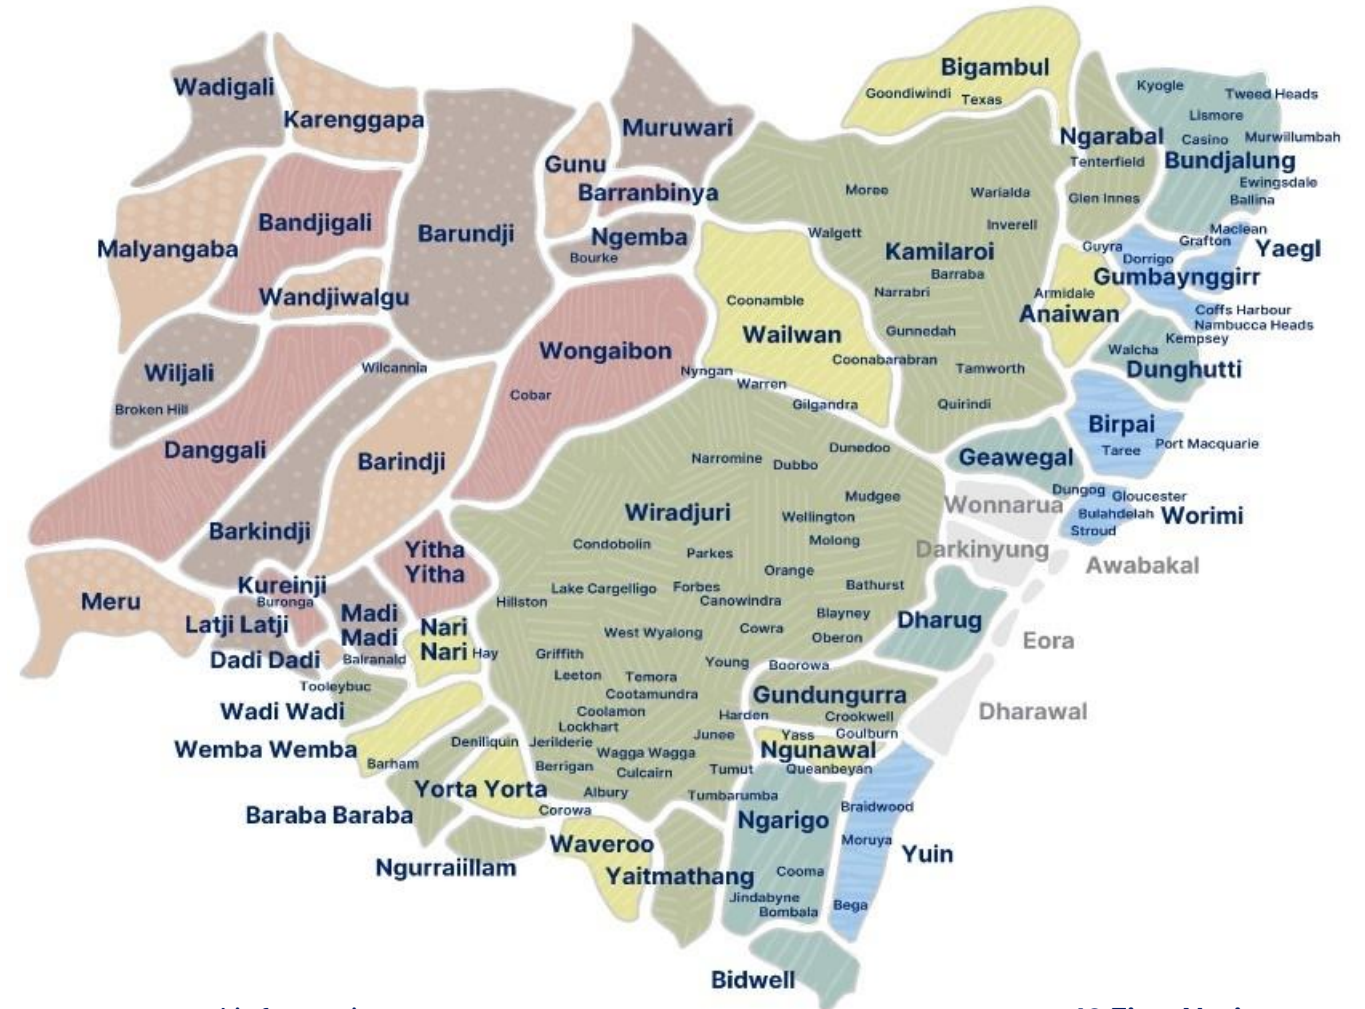 Bigambul
Goondiwindi
Texas
Wadigali
Karenggapa
Muruwari
Kyogle
Tweed Heads
Lismore
Ngarabal
Casino
Murwillumbah
Tenterfield
Bundjalung
Gunu
Barranbinya
Moree
Warialda
Glen Innes
Ewingsdale
Ballina
Bandjigali
Barundji
Ngemba
Bourke
Walgett
Inverell
Maclean
Grafton
Yaegl
Malyangaba
Kamilaroi
Guyra
Dorrigo
Gumbaynggirr
Barraba
Wandjiwalgu
Coonamble
Narrabri
Armidale
Anaiwan
Coffs Harbour
Nambucca Heads
Wailwan
Gunnedah
Kempsey
Walcha
Dunghutti
Wongaibon
Coonabarabran
Tamworth
Wiljali
Wilcannia
Nyngan
Warren
Cobar
Gilgandra
Quirindi
Broken Hill
Birpai
Taree
Port Macquarie
Danggali
Barindji
Narromine
Dubbo
Dunedoo
Geawegal
Wiradjuri
Mudgee
Wellington
Wonnarua
Dungog
Gloucester
Bulahdelah
Stroud
Worimi
Barkindji
Condobolin
Parkes
Molong
Darkinyung
Awabakal
Yitha
Yitha
Orange
Kureinji
Buronga
Lake Cargelligo
Forbes
Canowindra
Bathurst
Meru
Hillston
Madi
Madi
Blayney
Dharug
Latji Latji
Nari
Nari
Hay
West Wyalong
Cowra
Oberon
Eora
Dadi Dadi
Balranald
Griffith
Young
Boorowa
Tooleybuc
Leeton
Temora
Cootamundra
Gundungurra
Wadi Wadi
Coolamon
Harden
Crookwell
Dharawal
Lockhart
Junee
Yass
Goulburn
Wemba Wemba
Deniliquin
Jerilderie
Wagga Wagga
Ngunawal
Barham
Berrigan
Culcairn
Tumut
Queanbeyan
Yorta Yorta
Albury
Tumbarumba
Braidwood
Baraba Baraba
Corowa
Ngarigo
Waveroo
Moruya
Yuin
Ngurraiillam
Yaitmathang
Cooma
Jindabyne
Bombala
Bega
Bidwell